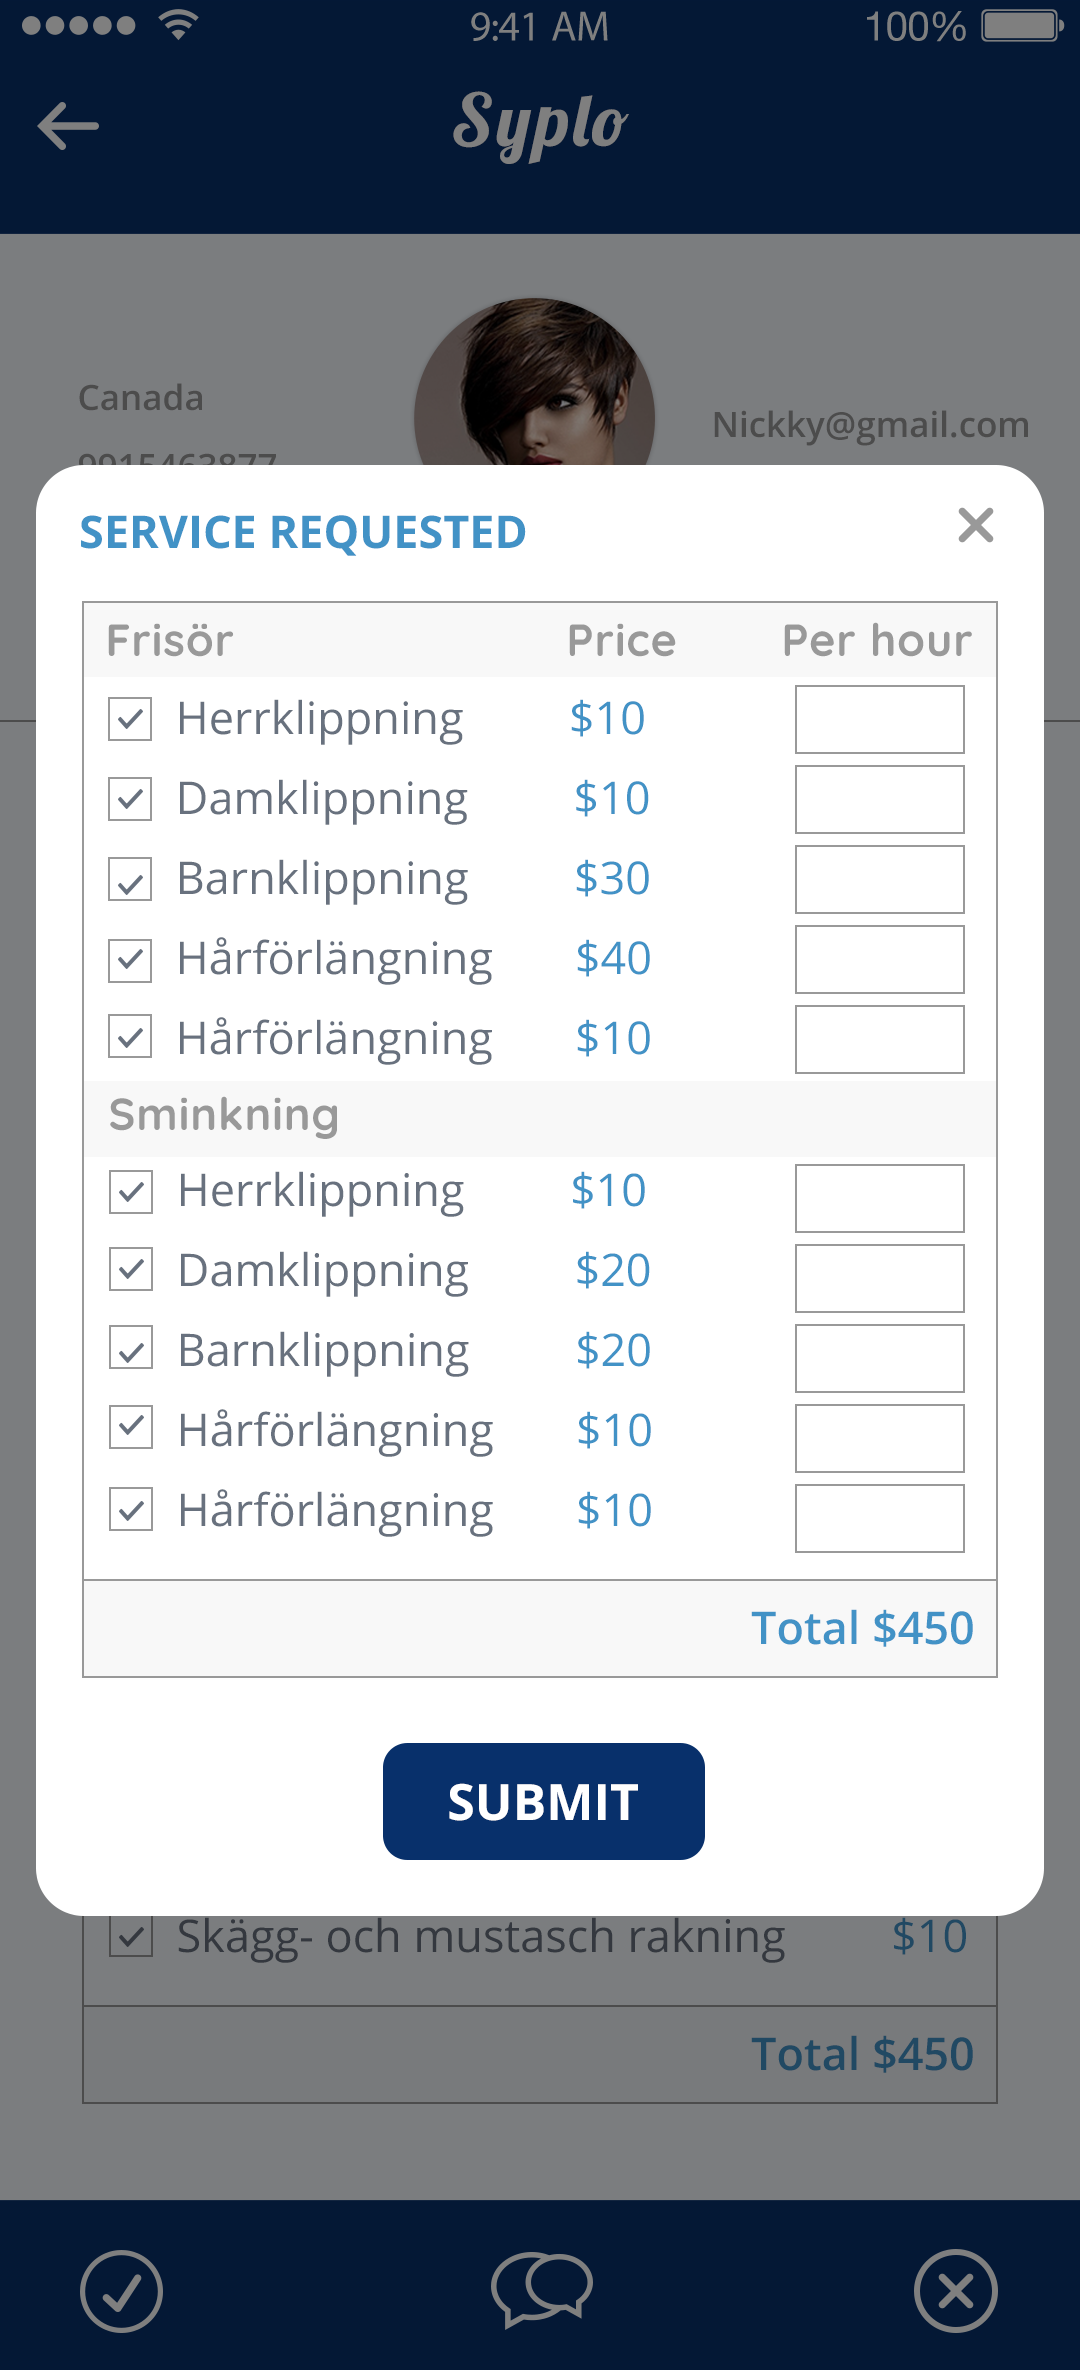 9:41 AM 100%
Syplo
Canada
Nickky@gmail.com
9915463877
SERVICE REQUESTED
Frisör Price Per hour
Herrklippning $10
Damklippning $10
Barnklippning $30
Hårförlängning $40
Hårförlängning $10
Sminkning
Herrklippning $10
Damklippning $20
Barnklippning $20
Hårförlängning $10
Hårförlängning $10
Total $450
SUBMIT
Skägg- och mustasch rakning $10
Total $450